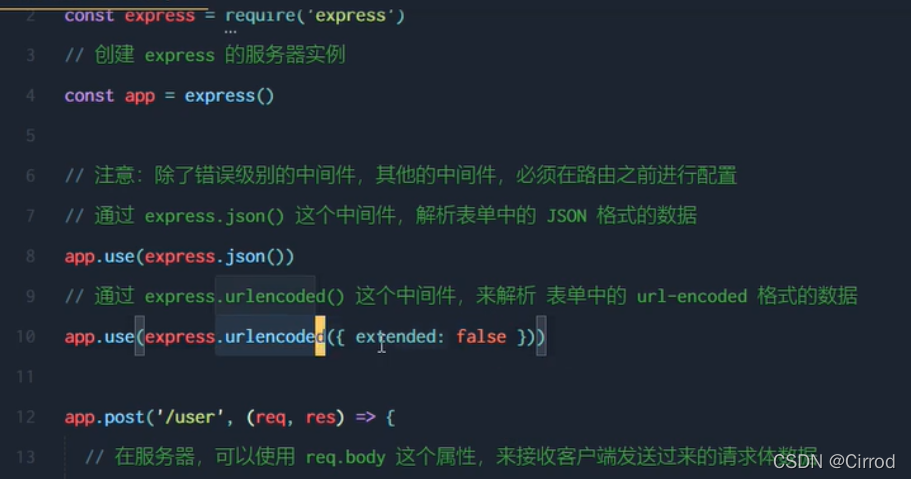 2 const express = require('express')
3 // 创建 express 的服务器实例
4 const app = express()
5
6 // 注意：除了错误级别的中间件，其他的中间件，必须在路由之前进行配置
7 // 通过 express.json() 这个中间件，解析表单中的 JSON 格式的数据
8 app.use(express.json())
9 // 通过 express.urlencoded() 这个中间件，来解析 表单中的 url-encoded 格式的数据
10 app.use(express.urlencoded({ extended: false }))
11
12 app.post('/user', (req, res) => {
13 // 在服务器，可以使用 req.body 这个属性，来接收客户端发送过来的请求体数据
CSDN @Cirrod